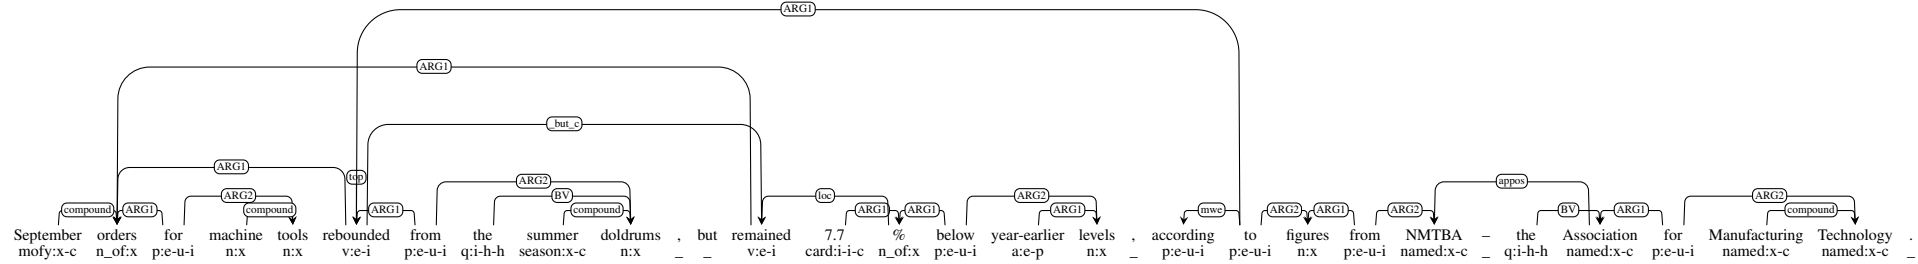 ARG1
ARG1
_but_c
ARG1
top
ARG2
BV
appos
ARG2
loc
ARG2
ARG2
compound
ARG1
compound
ARG1
compound
ARG1
ARG1
ARG1
mwe
ARG2
ARG1
ARG2
BV
ARG1
compound
September orders for machine tools rebounded from the summer doldrums , but remained 7.7 % below year-earlier levels , according to figures from NMTBA – the Association for Manufacturing Technology .
mofy:x-c n_of:x p:e-u-i n:x n:x v:e-i p:e-u-i q:i-h-h season:x-c n:x _ _ v:e-i card:i-i-c n_of:x p:e-u-i a:e-p n:x _ p:e-u-i p:e-u-i n:x p:e-u-i named:x-c _ q:i-h-h named:x-c p:e-u-i named:x-c named:x-c _